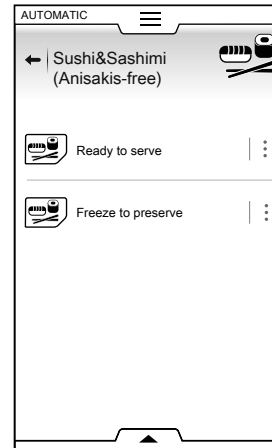 AUTOMATIC
Sushi&Sashimi
(Anisakis-free)
Ready to serve
Freeze to preserve